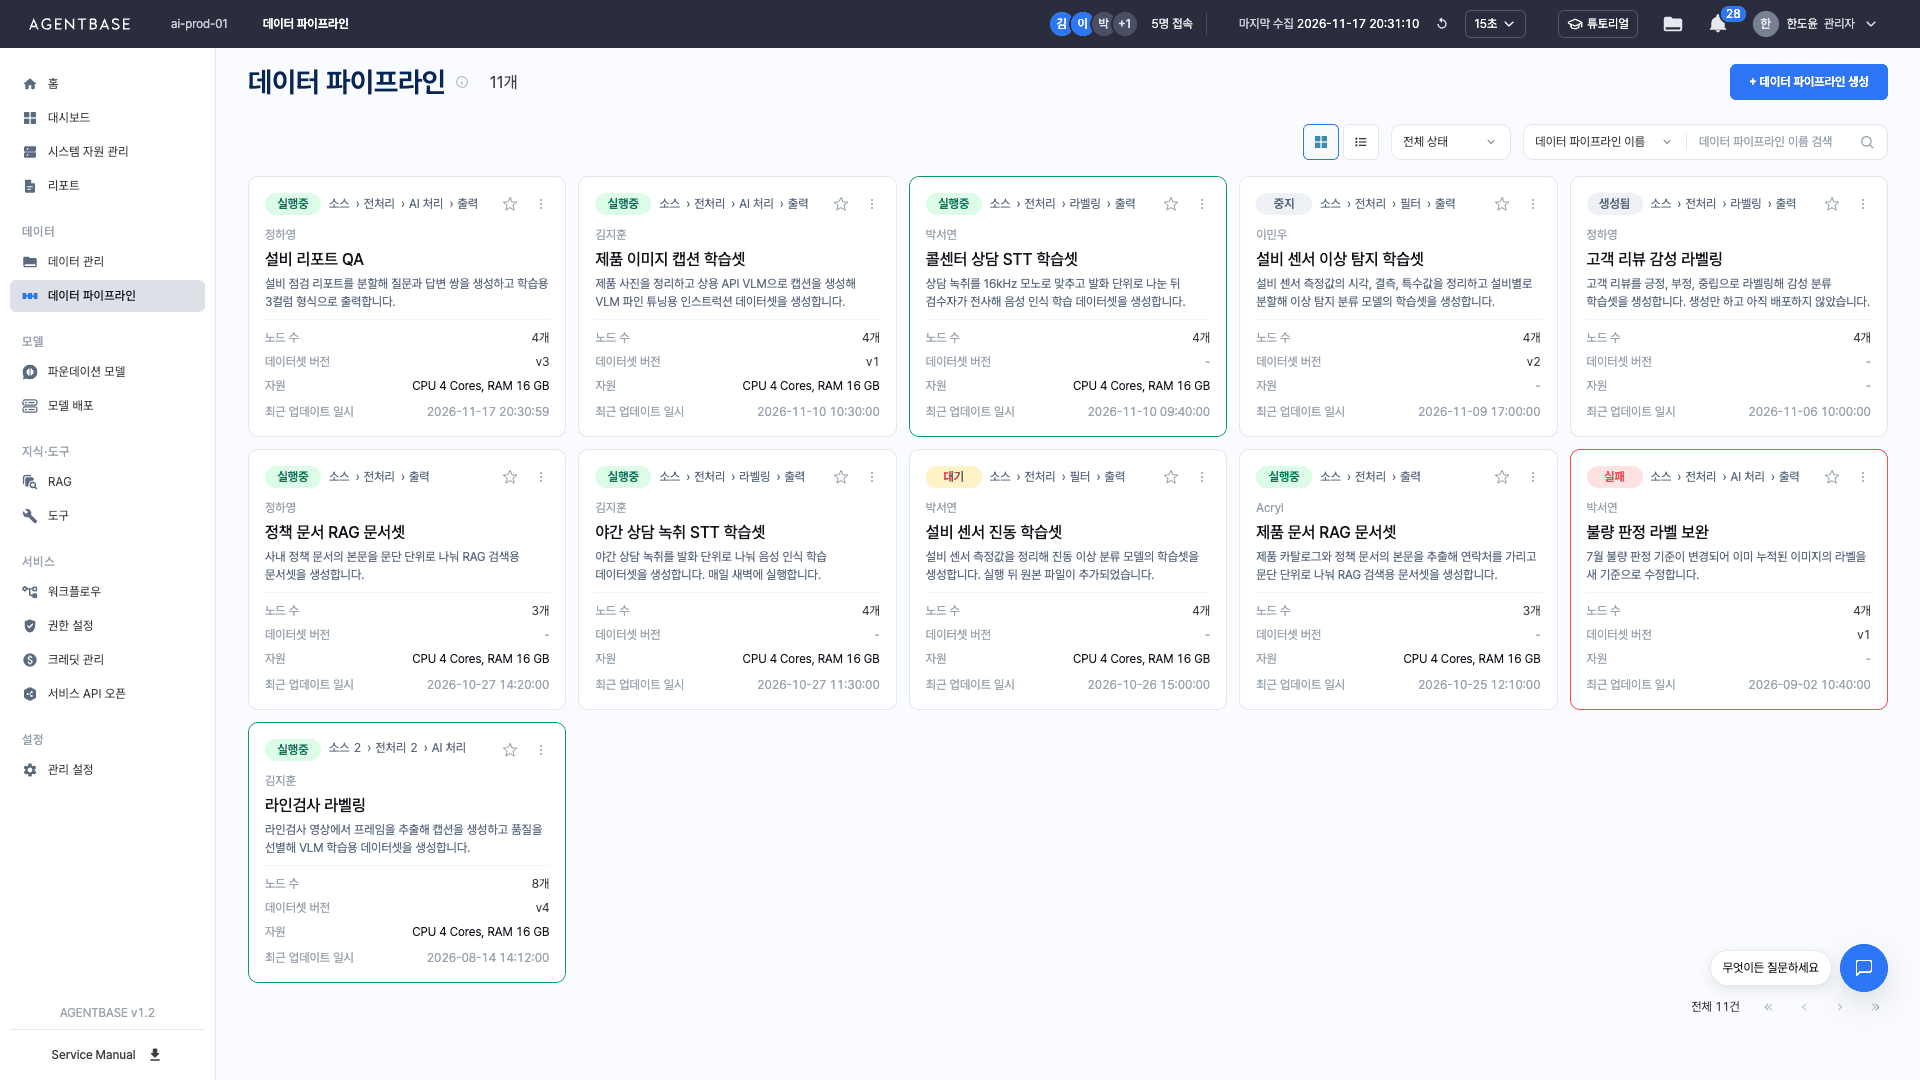 AGENTBASE
ai-prod-01
데이터 파이프라인
김 이 박 +1
5명 접속
마지막 수집 2026-11-17 20:31:10
15초
튜토리얼
28
한
한도윤 관리자
홈
대시보드
시스템 자원 관리
리포트
데이터
데이터 관리
데이터 파이프라인
모델
파운데이션 모델
모델 배포
지식·도구
RAG
도구
서비스
워크플로우
권한 설정
크레딧 관리
서비스 API 오픈
설정
관리 설정
AGENTBASE v1.2
Service Manual
데이터 파이프라인
11개
+ 데이터 파이프라인 생성
전체 상태
데이터 파이프라인 이름
데이터 파이프라인 이름 검색
실행중 소스 › 전처리 › AI 처리 › 출력
정하영
설비 리포트 QA
설비 점검 리포트를 분할해 질문과 답변 쌍을 생성하고 학습용
3컬럼 형식으로 출력합니다.
노드 수 4개
데이터셋 버전 v3
자원 CPU 4 Cores, RAM 16 GB
최근 업데이트 일시 2026-11-17 20:30:59
실행중 소스 › 전처리 › AI 처리 › 출력
김지훈
제품 이미지 캡션 학습셋
제품 사진을 정리하고 상용 API VLM으로 캡션을 생성해
VLM 파인 튜닝용 인스트럭션 데이터셋을 생성합니다.
노드 수 4개
데이터셋 버전 v1
자원 CPU 4 Cores, RAM 16 GB
최근 업데이트 일시 2026-11-10 10:30:00
실행중 소스 › 전처리 › 라벨링 › 출력
박서연
콜센터 상담 STT 학습셋
상담 녹취를 16kHz 모노로 맞추고 발화 단위로 나눈 뒤
검수자가 전사해 음성 인식 학습 데이터셋을 생성합니다.
노드 수 4개
데이터셋 버전 -
자원 CPU 4 Cores, RAM 16 GB
최근 업데이트 일시 2026-11-10 09:40:00
중지 소스 › 전처리 › 필터 › 출력
이민우
설비 센서 이상 탐지 학습셋
설비 센서 측정값의 시각, 결측, 특수값을 정리하고 설비별로
분할해 이상 탐지 분류 모델의 학습셋을 생성합니다.
노드 수 4개
데이터셋 버전 v2
자원 -
최근 업데이트 일시 2026-11-09 17:00:00
생성됨 소스 › 전처리 › 라벨링 › 출력
정하영
고객 리뷰 감성 라벨링
고객 리뷰를 긍정, 부정, 중립으로 라벨링해 감성 분류
학습셋을 생성합니다. 생성만 하고 아직 배포하지 않았습니다.
노드 수 4개
데이터셋 버전 -
자원 -
최근 업데이트 일시 2026-11-06 10:00:00
실행중 소스 › 전처리 › 출력
정하영
정책 문서 RAG 문서셋
사내 정책 문서의 본문을 문단 단위로 나눠 RAG 검색용
문서셋을 생성합니다.
노드 수 3개
데이터셋 버전 -
자원 CPU 4 Cores, RAM 16 GB
최근 업데이트 일시 2026-10-27 14:20:00
실행중 소스 › 전처리 › 라벨링 › 출력
김지훈
야간 상담 녹취 STT 학습셋
야간 상담 녹취를 발화 단위로 나눠 음성 인식 학습
데이터셋을 생성합니다. 매일 새벽에 실행합니다.
노드 수 4개
데이터셋 버전 -
자원 CPU 4 Cores, RAM 16 GB
최근 업데이트 일시 2026-10-27 11:30:00
대기 소스 › 전처리 › 필터 › 출력
박서연
설비 센서 진동 학습셋
설비 센서 측정값을 정리해 진동 이상 분류 모델의 학습셋을
생성합니다. 실행 뒤 원본 파일이 추가되었습니다.
노드 수 4개
데이터셋 버전 -
자원 CPU 4 Cores, RAM 16 GB
최근 업데이트 일시 2026-10-26 15:00:00
실행중 소스 › 전처리 › 출력
Acryl
제품 문서 RAG 문서셋
제품 카탈로그와 정책 문서의 본문을 추출해 연락처를 가리고
문단 단위로 나눠 RAG 검색용 문서셋을 생성합니다.
노드 수 3개
데이터셋 버전 -
자원 CPU 4 Cores, RAM 16 GB
최근 업데이트 일시 2026-10-25 12:10:00
실패 소스 › 전처리 › AI 처리 › 출력
박서연
불량 판정 라벨 보완
7월 불량 판정 기준이 변경되어 이미 누적된 이미지의 라벨을
새 기준으로 수정합니다.
노드 수 4개
데이터셋 버전 v1
자원 -
최근 업데이트 일시 2026-09-02 10:40:00
실행중 소스 2 › 전처리 2 › AI 처리
김지훈
라인검사 라벨링
라인검사 영상에서 프레임을 추출해 캡션을 생성하고 품질을
선별해 VLM 학습용 데이터셋을 생성합니다.
노드 수 8개
데이터셋 버전 v4
자원 CPU 4 Cores, RAM 16 GB
최근 업데이트 일시 2026-08-14 14:12:00
무엇이든 질문하세요
전체 11건 « ‹ › »